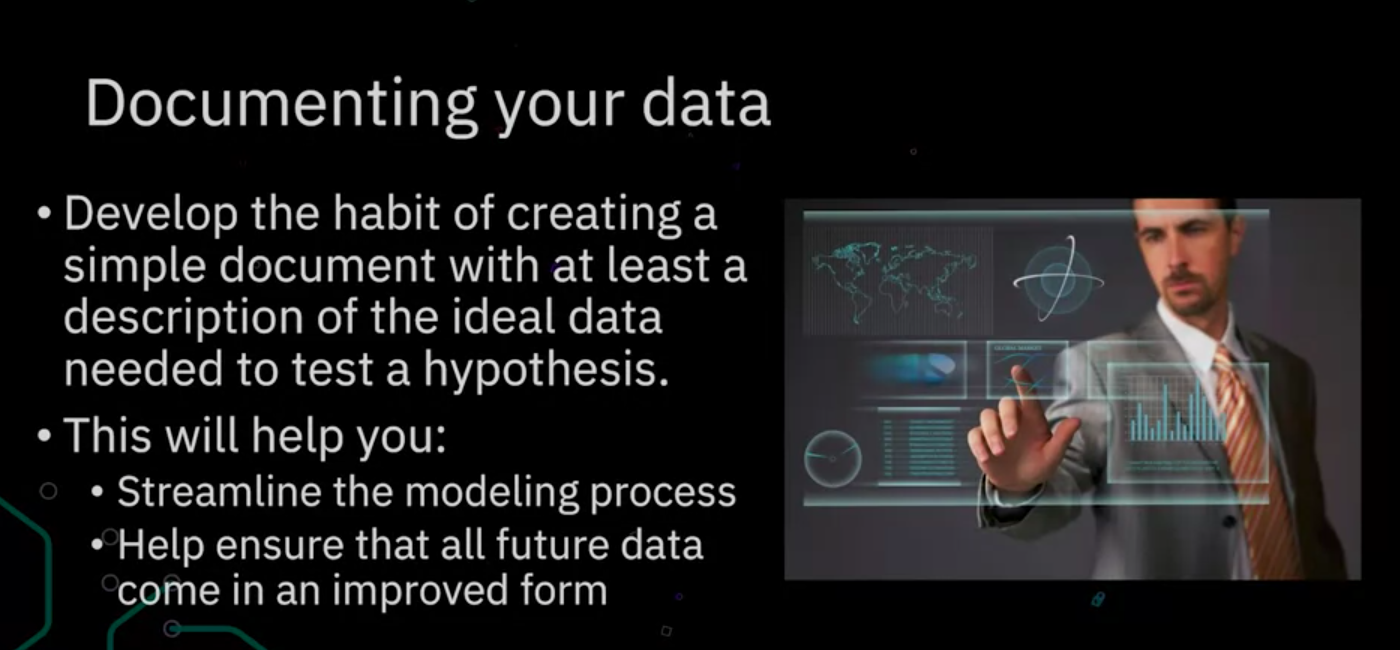 Documenting your data
• Develop the habit of creating a
simple document with at least a
description of the ideal data
needed to test a hypothesis.
• This will help you:
• Streamline the modeling process
• Help ensure that all future data
come in an improved form
GLOBAL MARKET